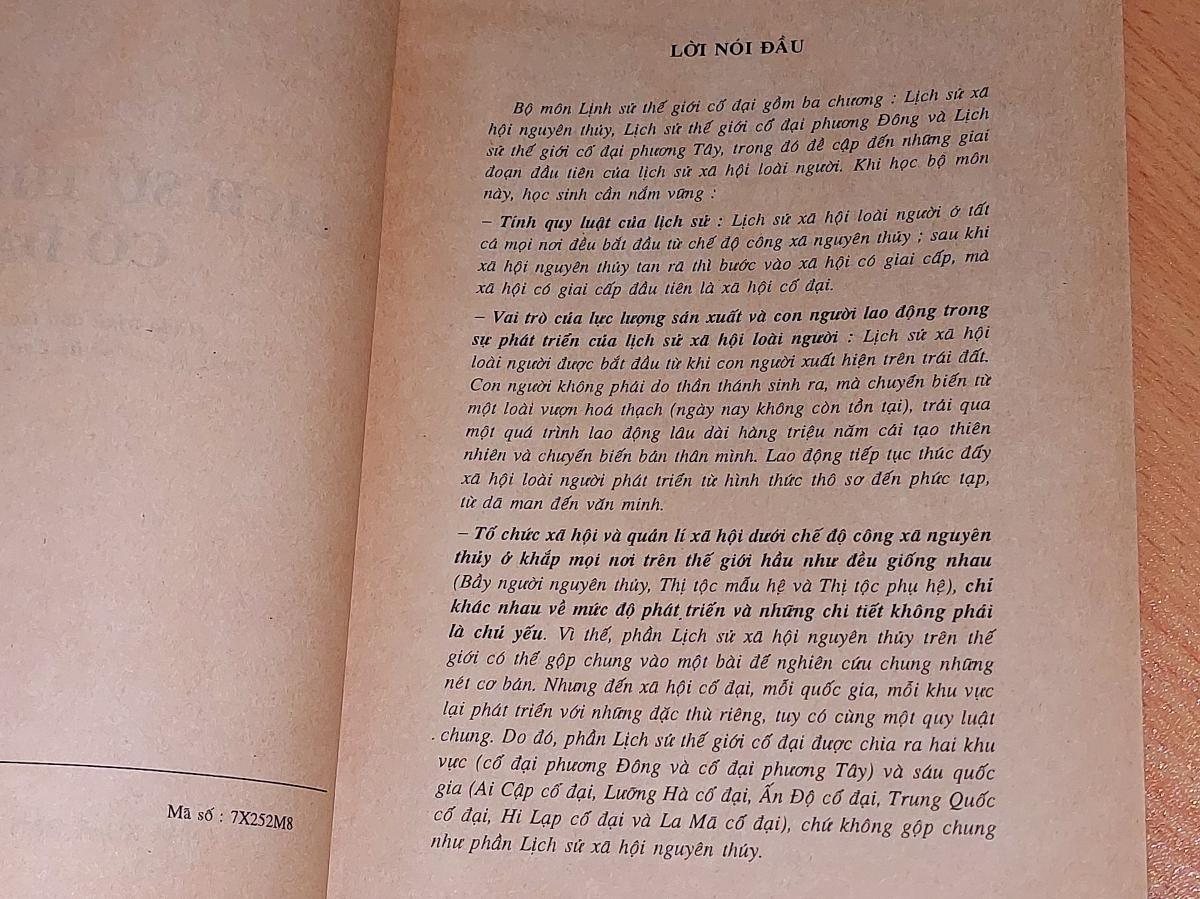 Mã số : 7X252M8
LỜI NÓI ĐẦU
Bộ môn Lịnh sử thế giới cổ đại gồm ba chương : Lịch sử xã
hội nguyên thủy, Lịch sử thế giới cổ đại phương Đông và Lịch
sử thế giới cổ đại phương Tây, trong đó đề cập đến những giai
đoạn đầu tiên của lịch sử xã hội loài người. Khi học bộ môn
này, học sinh cần nắm vững :
– Tính quy luật của lịch sử : Lịch sử xã hội loài người ở tất
cả mọi nơi đều bắt đầu từ chế độ công xã nguyên thủy ; sau khi
xã hội nguyên thủy tan rã thì bước vào xã hội có giai cấp, mà
xã hội có giai cấp đầu tiên là xã hội cổ đại.
– Vai trò của lực lượng sản xuất và con người lao động trong
sự phát triển của lịch sử xã hội loài người : Lịch sử xã hội
loài người được bắt đầu từ khi con người xuất hiện trên trái đất.
Con người không phải do thần thánh sinh ra, mà chuyển biến từ
một loài vượn hoá thạch (ngày nay không còn tồn tại), trải qua
một quá trình lao động lâu dài hàng triệu năm cải tạo thiên
nhiên và chuyển biến bản thân mình. Lao động tiếp tục thúc đẩy
xã hội loài người phát triển từ hình thức thô sơ đến phức tạp,
từ dã man đến văn minh.
– Tổ chức xã hội và quản lí xã hội dưới chế độ công xã nguyên
thủy ở khắp mọi nơi trên thế giới hầu như đều giống nhau
(Bầy người nguyên thủy, Thị tộc mẫu hệ và Thị tộc phụ hệ), chỉ
khác nhau về mức độ phát triển và những chi tiết không phải
là chủ yếu. Vì thế, phần Lịch sử xã hội nguyên thủy trên thế
giới có thể gộp chung vào một bài để nghiên cứu chung những
nét cơ bản. Nhưng đến xã hội cổ đại, mỗi quốc gia, mỗi khu vực
lại phát triển với những đặc thù riêng, tuy có cùng một quy luật
chung. Do đó, phần Lịch sử thế giới cổ đại được chia ra hai khu
vực (cổ đại phương Đông và cổ đại phương Tây) và sáu quốc
gia (Ai Cập cổ đại, Lưỡng Hà cổ đại, Ấn Độ cổ đại, Trung Quốc
cổ đại, Hi Lạp cổ đại và La Mã cổ đại), chứ không gộp chung
như phần Lịch sử xã hội nguyên thủy.